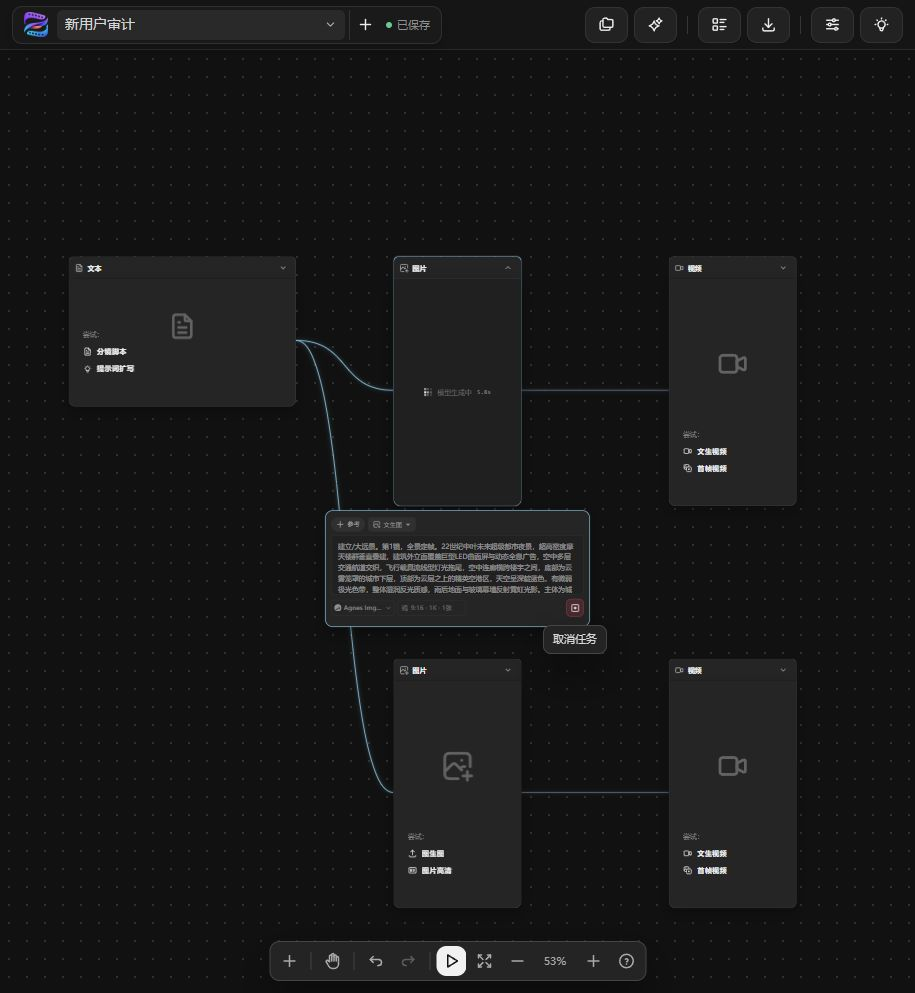 新用户审计
已保存
文本
尝试:
分镜脚本
提示词扩写
图片
模型生成中 5.8s
视频
尝试:
文生视频
首帧视频
参考
文生图
建立/大远景。第1镜，全景定帧。22世纪中叶未来超级都市夜景，超高密度摩
天楼群垂直叠建，建筑外立面覆盖巨型LED曲面屏与动态全息广告，空中多层
交通航道交织，飞行载具流线型灯光拖尾，空中连廊横跨楼宇之间，底部为云
雾笼罩的城市下层，顶部为云层之上的精英空港区，天空呈深靛蓝色，有微弱
极光色带，整体湿润反光质感，雨后地面与玻璃幕墙反射霓虹光影。主体为城
Agnes Img...
9:16 · 1K · 1张
取消任务
图片
尝试:
图生图
图片高清
视频
尝试:
文生视频
首帧视频
53%